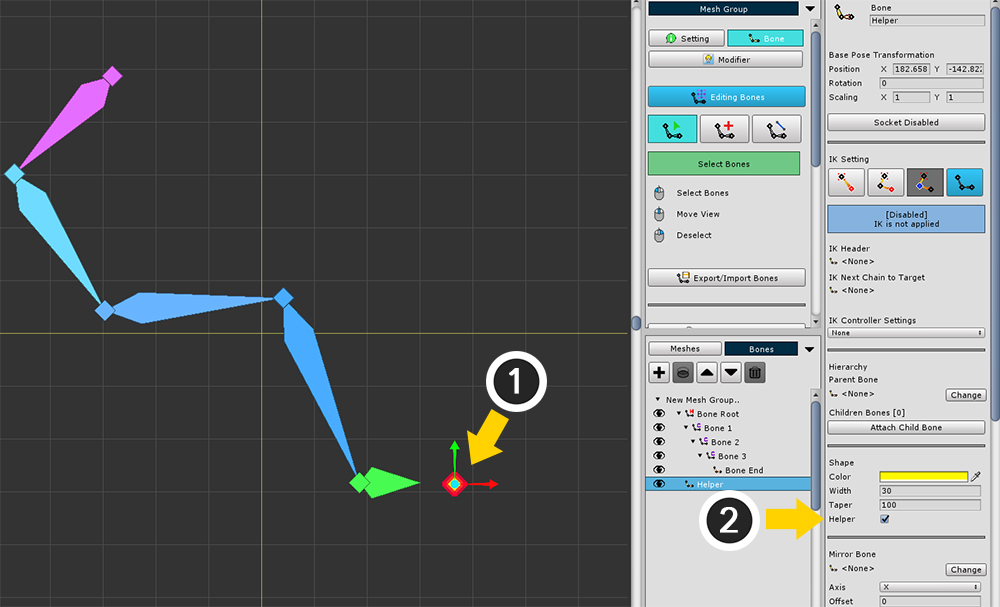 1
2
Mesh Group
Setting
Bone
Modifier
Editing Bones
Select Bones
Select Bones
Move View
Deselect
Export/Import Bones
Meshes
Bones
New Mesh Group..
Bone Root
Bone 1
Bone 2
Bone 3
Bone End
Helper
Bone
Helper
Base Pose Transformation
Position X 182.658 Y -142.82
Rotation 0
Scaling X 1 Y 1
Socket Disabled
IK Setting
[Disabled]
IK is not applied
IK Header
<None>
IK Next Chain to Target
<None>
IK Controller Settings
None
Hierarchy
Parent Bone
<None> Change
Children Bones [0]
Attach Child Bone
Shape
Color
Width 30
Taper 100
Helper
Mirror Bone
<None> Change
Axis X
Offset 0